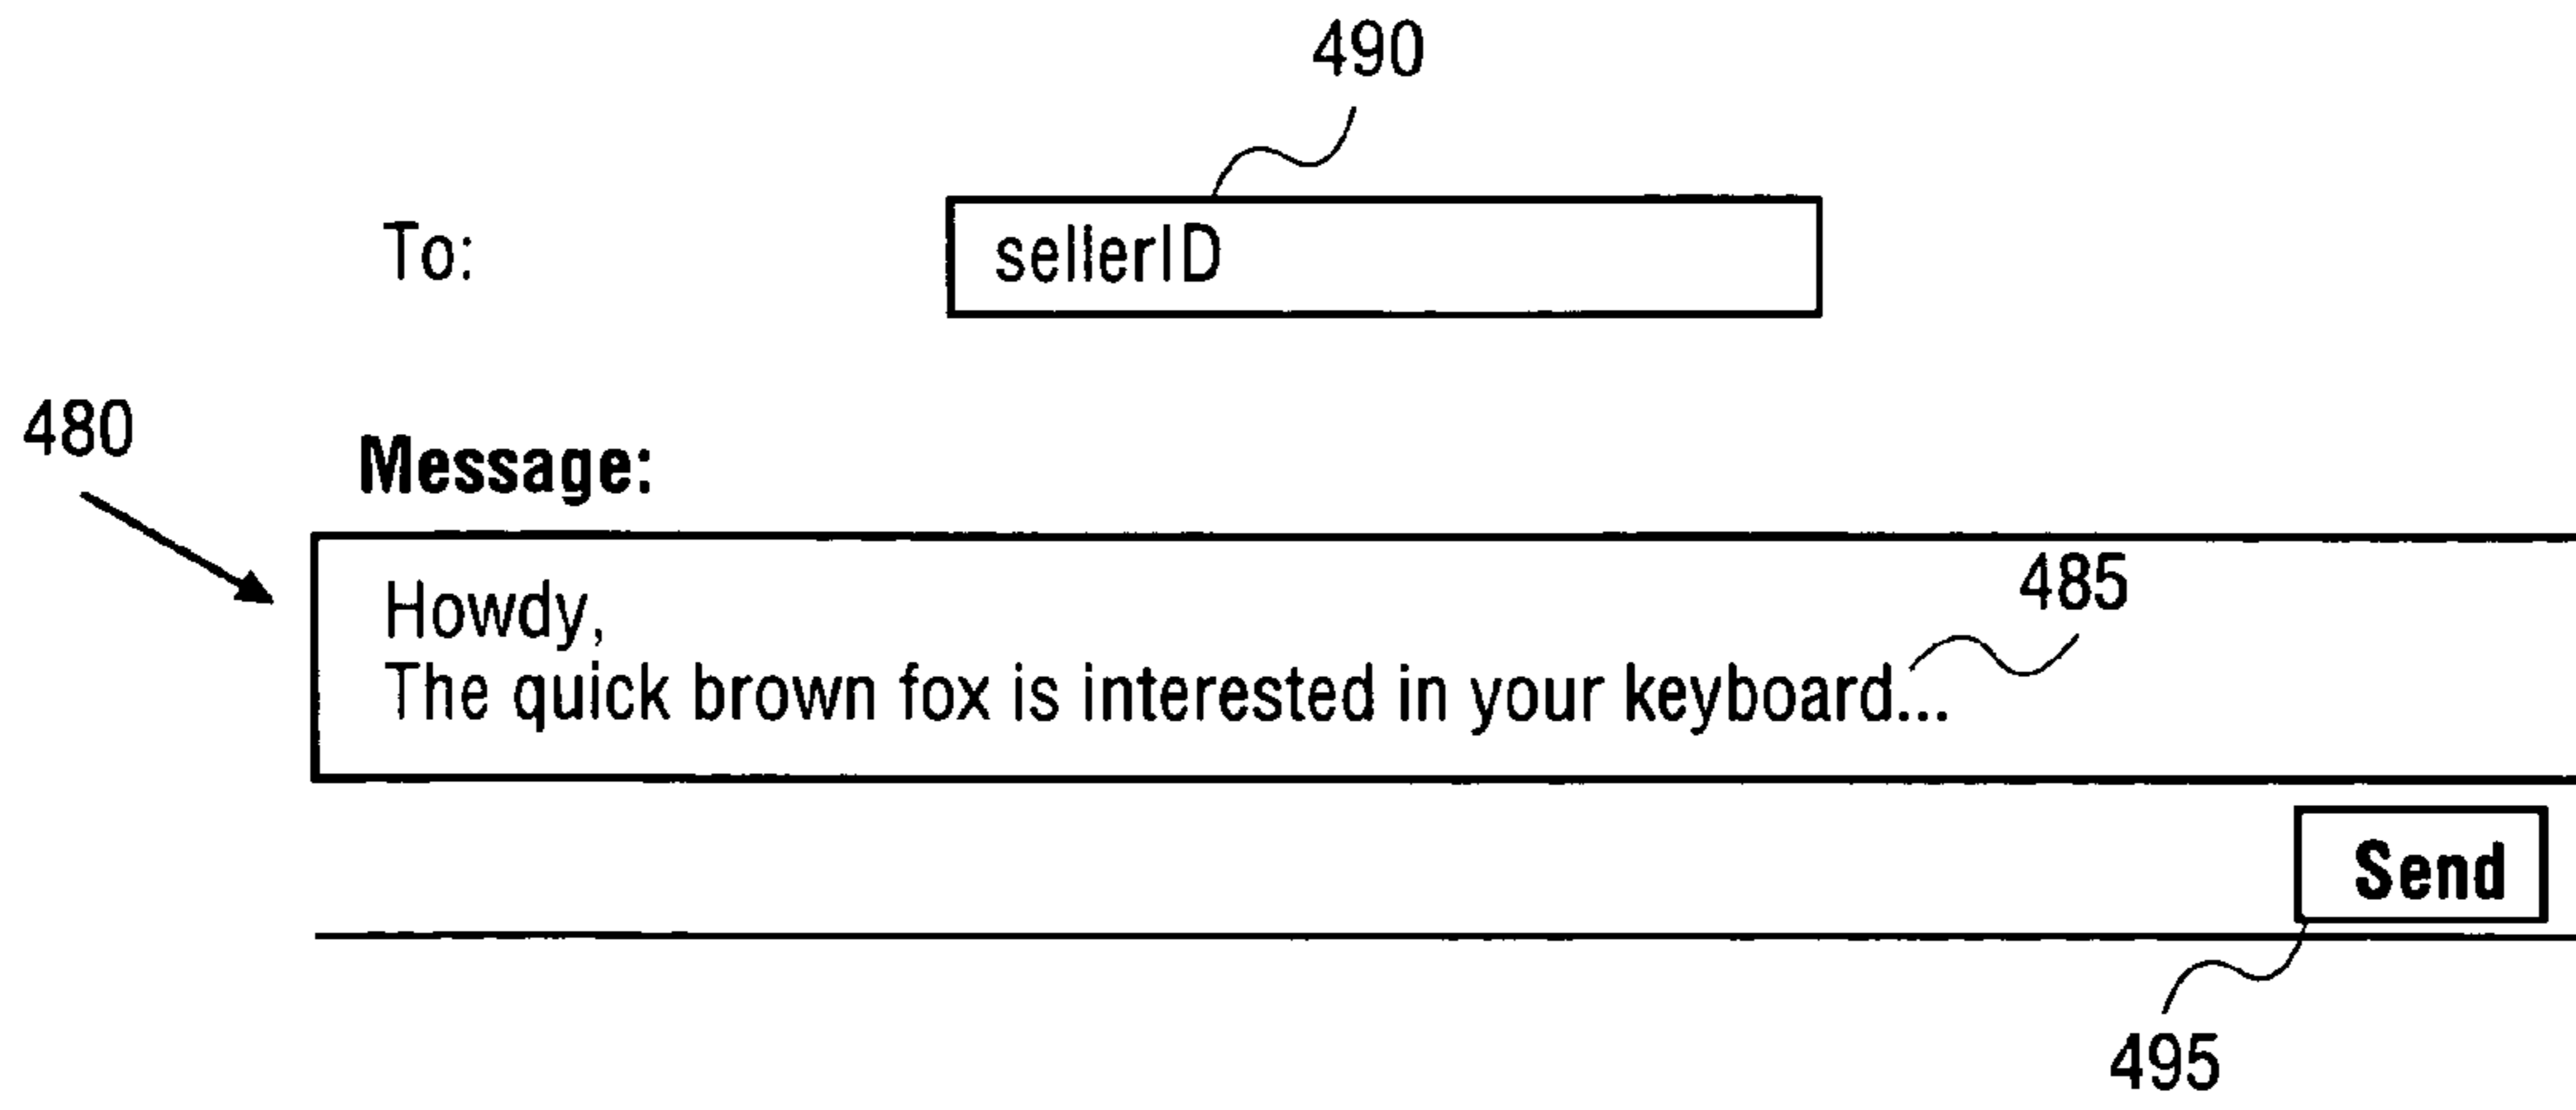 490
To: sellerID
480
Message:
485
Howdy,
The quick brown fox is interested in your keyboard...
Send
495